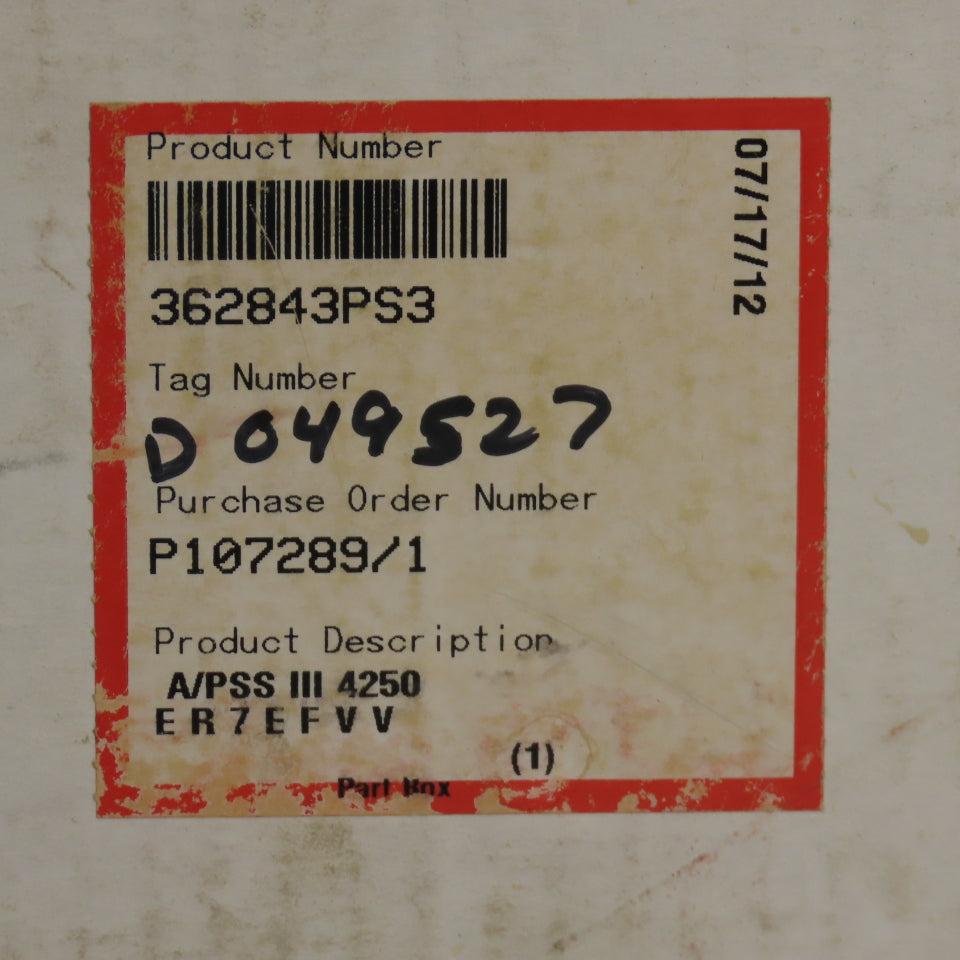 Product Number
07/17/12
362843PS3
Tag Number
D 049527
Purchase Order Number
P107289/1
Product Description
A/PSS III 4250
E R 7 E F V V
(1)
Part Box